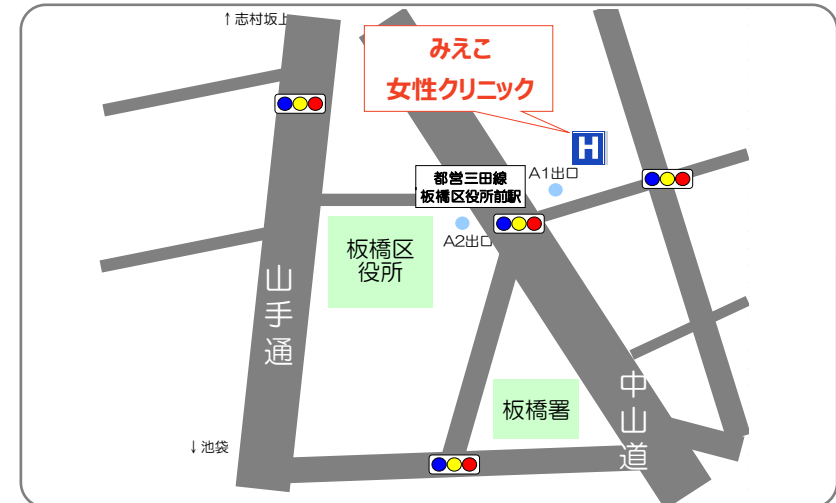 ↑志村坂上
みえこ
女性クリニック
H
A1出口
都営三田線
板橋区役所前駅
A2出口
板橋区
役所
山手通
板橋署
中山道
↓池袋